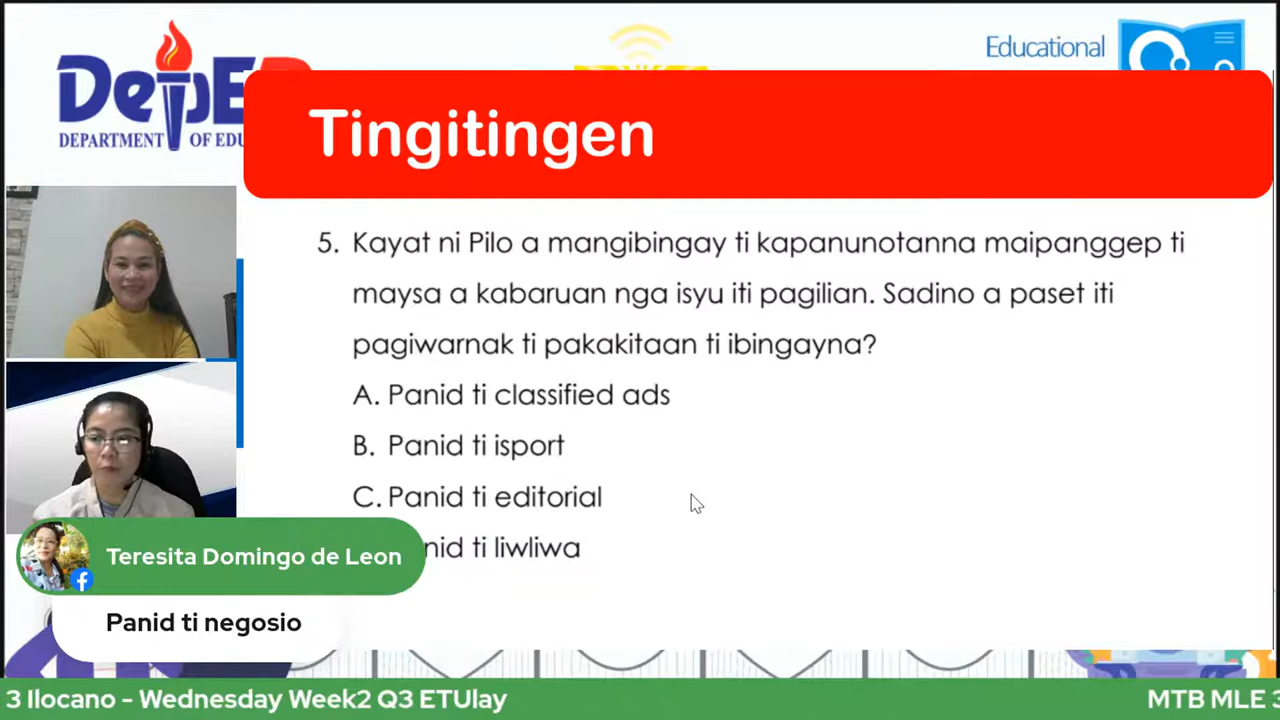 DepE
DEPARTMENT OF EDU
Educational
Tingitingen
5. Kayat ni Pilo a mangibingay ti kapanunotanna maipanggep ti
maysa a kabaruan nga isyu iti pagilian. Sadino a paset iti
pagiwarnak ti pakakitaan ti ibingayna?
A. Panid ti classified ads
B. Panid ti isport
C. Panid ti editorial
nid ti liwliwa
Teresita Domingo de Leon
Panid ti negosio
3 Ilocano - Wednesday Week2 Q3 ETUlay
MTB MLE 3